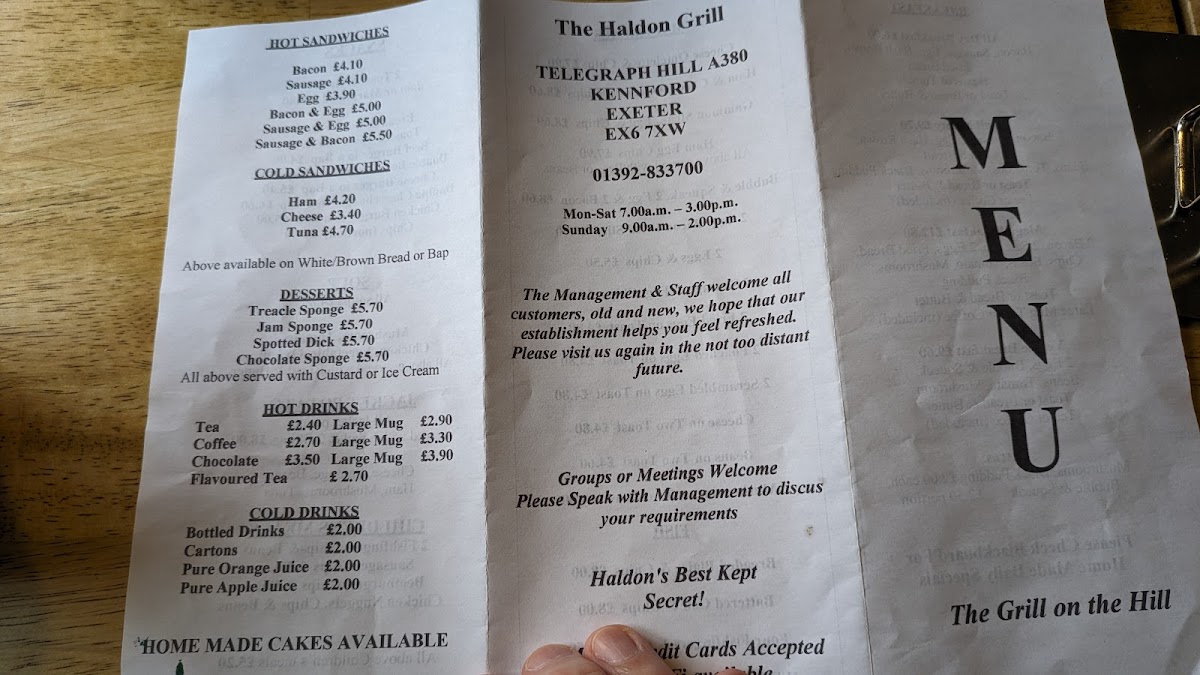 HOT SANDWICHES
Bacon £4.10
Sausage £4.10
Egg £3.90
Bacon & Egg £5.00
Sausage & Egg £5.00
Sausage & Bacon £5.50
COLD SANDWICHES
Ham £4.20
Cheese £3.40
Tuna £4.70
Above available on White/Brown Bread or Bap
DESSERTS
Treacle Sponge £5.70
Jam Sponge £5.70
Spotted Dick £5.70
Chocolate Sponge £5.70
All above served with Custard or Ice Cream
HOT DRINKS
Tea £2.40 Large Mug £2.90
Coffee £2.70 Large Mug £3.30
Chocolate £3.50 Large Mug £3.90
Flavoured Tea £ 2.70
COLD DRINKS
Bottled Drinks £2.00
Cartons £2.00
Pure Orange Juice £2.00
Pure Apple Juice £2.00
HOME MADE CAKES AVAILABLE
The Haldon Grill
TELEGRAPH HILL A380
KENNFORD
EXETER
EX6 7XW
01392-833700
Mon-Sat 7.00a.m. – 3.00p.m.
Sunday 9.00a.m. – 2.00p.m.
The Management & Staff welcome all
customers, old and new, we hope that our
establishment helps you feel refreshed.
Please visit us again in the not too distant
future.
Groups or Meetings Welcome
Please Speak with Management to discus
your requirements
Haldon's Best Kept
Secret!
Cards Accepted
MENU
The Grill on the Hill